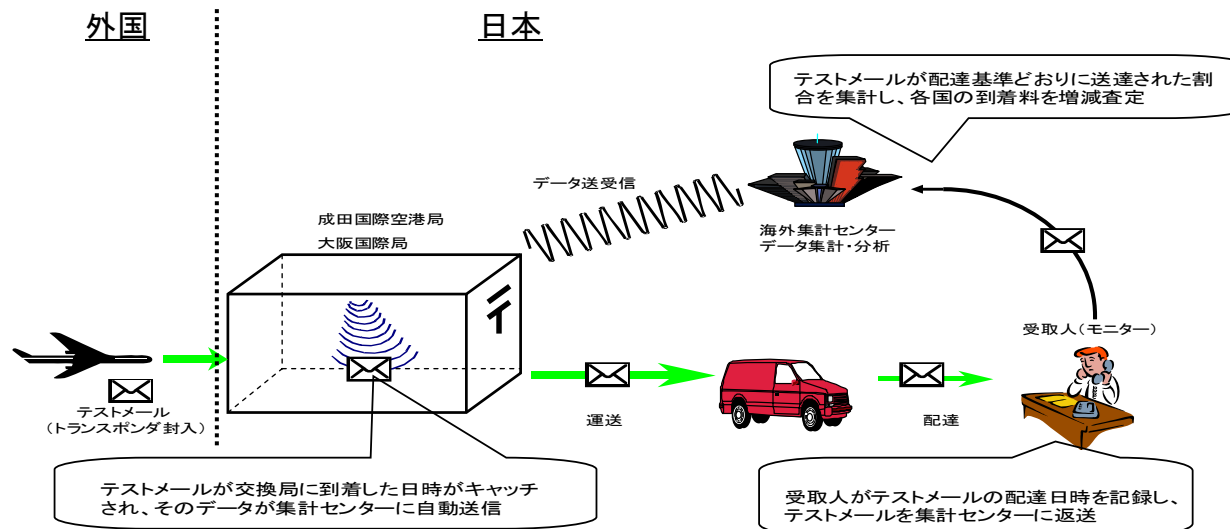 外国
日本
テストメールが配達基準どおりに送達された割
合を集計し、各国の到着料を増減査定
データ送受信
成田国際空港局
大阪国際局
海外集計センター
データ集計・分析
受取人(モニター)
テストメール
(トランスポンダ封入)
運送
配達
テストメールが交換局に到着した日時がキャッチ
され、そのデータが集計センターに自動送信
受取人がテストメールの配達日時を記録し、
テストメールを集計センターに返送